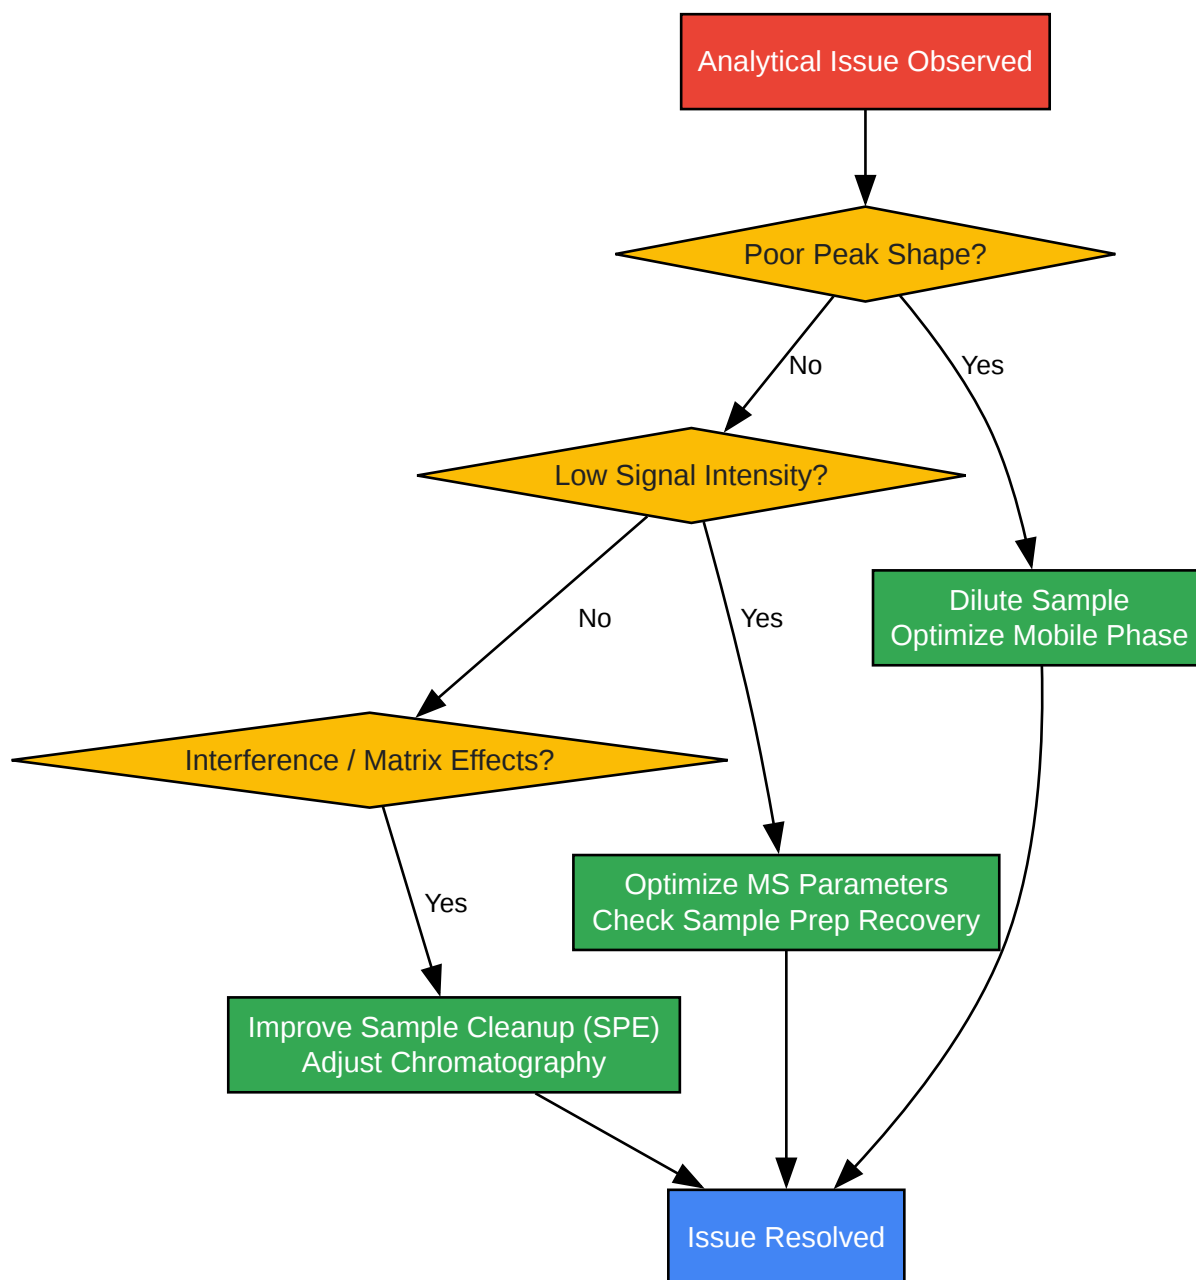 Analytical Issue Observed
Poor Peak Shape?
No
Yes
Low Signal Intensity?
No
Yes
Dilute Sample
Optimize Mobile Phase
Interference / Matrix Effects?
Yes
Optimize MS Parameters
Check Sample Prep Recovery
Improve Sample Cleanup (SPE)
Adjust Chromatography
Issue Resolved